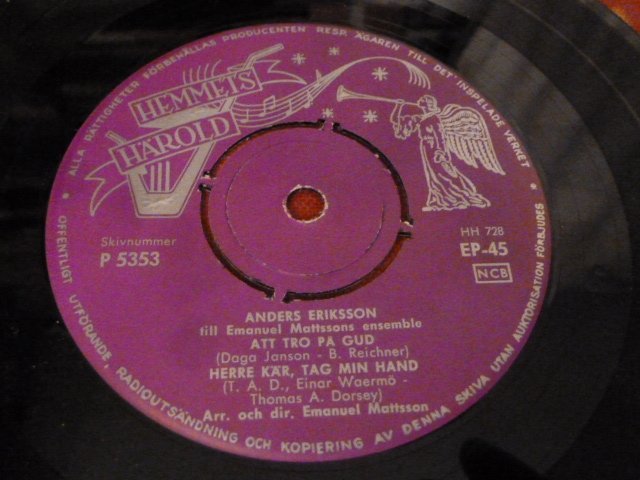 ALLA RÄTTIGHETER FÖRBEHÅLLAS PRODUCENTEN RESP. ÄGAREN TILL DET INSPELADE VERKET
HEMMETS
HÄROLD
Skivnummer
P 5353
HH 728
EP-45
NCB
ANDERS ERIKSSON
till Emanuel Mattssons ensemble
ATT TRO PÅ GUD
(Daga Janson - B. Reichner)
HERRE KÄR, TAG MIN HAND
(T. A. D., Einar Waermö -
Thomas A. Dorsey)
Arr. och dir. Emanuel Mattsson
OFFENTLIGT UTFÖRANDE, RADIOUTSÄNDNING OCH KOPIERING AV DENNA SKIVA UTAN AUKTORISATION FÖRBJUDES